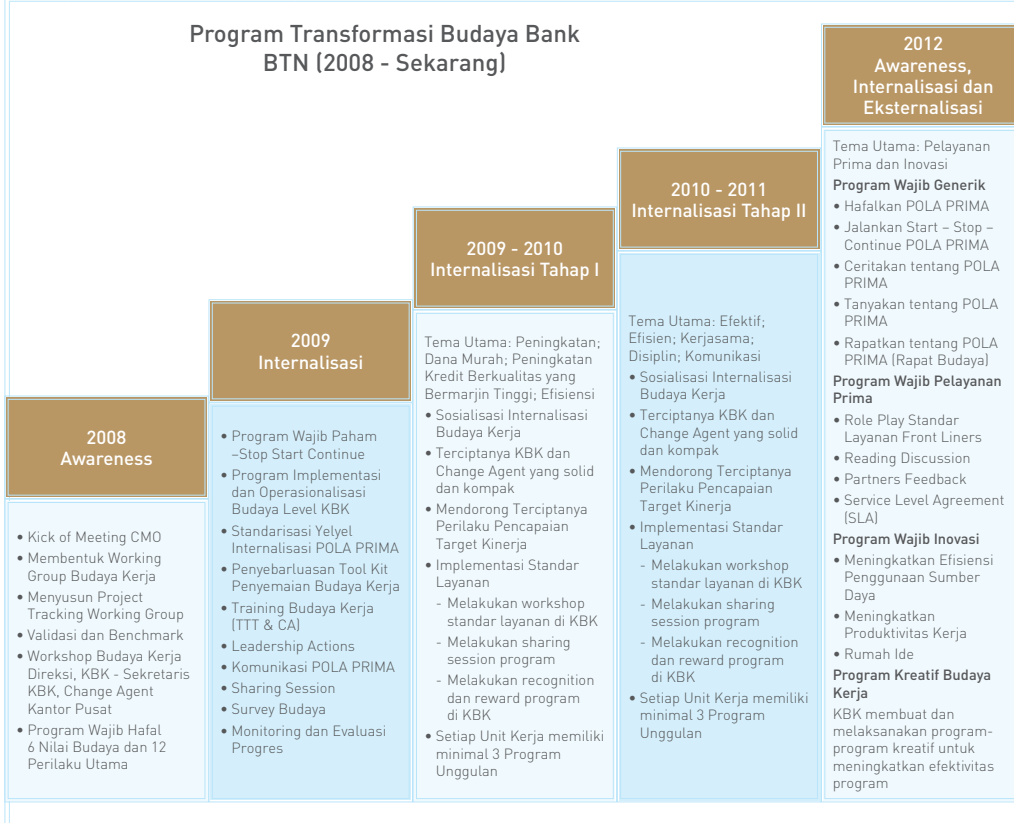 Program Transformasi Budaya Bank
BTN (2008 - Sekarang)
2008
Awareness
• Kick of Meeting CMO
• Membentuk Working
Group Budaya Kerja
• Menyusun Project
Tracking Working Group
• Validasi dan Benchmark
• Workshop Budaya Kerja
Direksi, KBK - Sekretaris
KBK, Change Agent
Kantor Pusat
• Program Wajib Hafal
6 Nilai Budaya dan 12
Perilaku Utama
2009
Internalisasi
• Program Wajib Paham
–Stop Start Continue
• Program Implementasi
dan Operasionalisasi
Budaya Level KBK
• Standarisasi Yelyel
Internalisasi POLA PRIMA
• Penyebarluasan Tool Kit
Penyemaian Budaya Kerja
• Training Budaya Kerja
(TTT & CA)
• Leadership Actions
• Komunikasi POLA PRIMA
• Sharing Session
• Survey Budaya
• Monitoring dan Evaluasi
Progres
2009 - 2010
Internalisasi Tahap I
Tema Utama: Peningkatan;
Dana Murah; Peningkatan
Kredit Berkualitas yang
Bermarjin Tinggi; Efisiensi
• Sosialisasi Internalisasi
Budaya Kerja
• Terciptanya KBK dan
Change Agent yang solid
dan kompak
• Mendorong Terciptanya
Perilaku Pencapaian
Target Kinerja
• Implementasi Standar
Layanan
- Melakukan workshop
standar layanan di KBK
- Melakukan sharing
session program
- Melakukan recognition
dan reward program
di KBK
• Setiap Unit Kerja memiliki
minimal 3 Program
Unggulan
2010 - 2011
Internalisasi Tahap II
Tema Utama: Efektif;
Efisien; Kerjasama;
Disiplin; Komunikasi
• Sosialisasi Internalisasi
Budaya Kerja
• Terciptanya KBK dan
Change Agent yang solid
dan kompak
• Mendorong Terciptanya
Perilaku Pencapaian
Target Kinerja
• Implementasi Standar
Layanan
- Melakukan workshop
standar layanan di KBK
- Melakukan sharing
session program
- Melakukan recognition
dan reward program
di KBK
• Setiap Unit Kerja memiliki
minimal 3 Program
Unggulan
2012
Awareness,
Internalisasi dan
Eksternalisasi
Tema Utama: Pelayanan
Prima dan Inovasi
Program Wajib Generik
• Hafalkan POLA PRIMA
• Jalankan Start – Stop –
Continue POLA PRIMA
• Ceritakan tentang POLA
PRIMA
• Tanyakan tentang POLA
PRIMA
• Rapatkan tentang POLA
PRIMA (Rapat Budaya)
Program Wajib Pelayanan
Prima
• Role Play Standar
Layanan Front Liners
• Reading Discussion
• Partners Feedback
• Service Level Agreement
(SLA)
Program Wajib Inovasi
• Meningkatkan Efisiensi
Penggunaan Sumber
Daya
• Meningkatkan
Produktivitas Kerja
• Rumah Ide
Program Kreatif Budaya
Kerja
KBK membuat dan
melaksanakan program-
program kreatif untuk
meningkatkan efektivitas
program